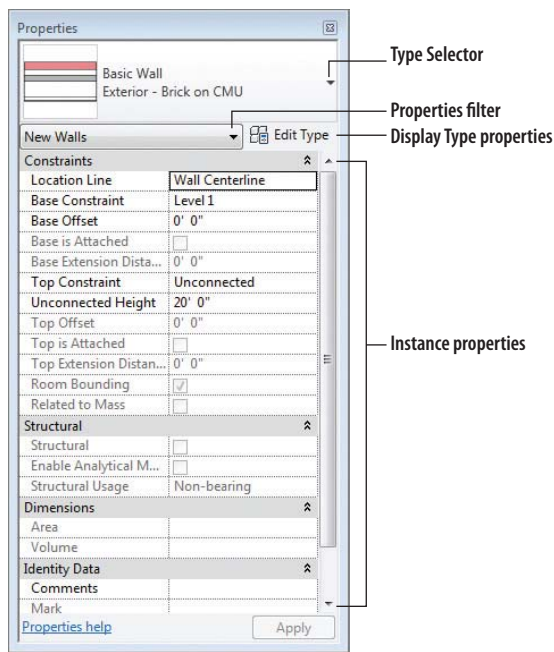 Properties
Basic Wall
Exterior - Brick on CMU
Type Selector
Properties filter
New Walls
Edit Type
Display Type properties
Constraints
Location Line Wall Centerline
Base Constraint Level 1
Base Offset 0' 0"
Base is Attached
Base Extension Dista... 0' 0"
Top Constraint Unconnected
Unconnected Height 20' 0"
Top Offset 0' 0"
Top is Attached
Top Extension Distan... 0' 0"
Instance properties
Room Bounding
Related to Mass
Structural
Structural
Enable Analytical M...
Structural Usage Non-bearing
Dimensions
Area
Volume
Identity Data
Comments
Mark
Properties help Apply